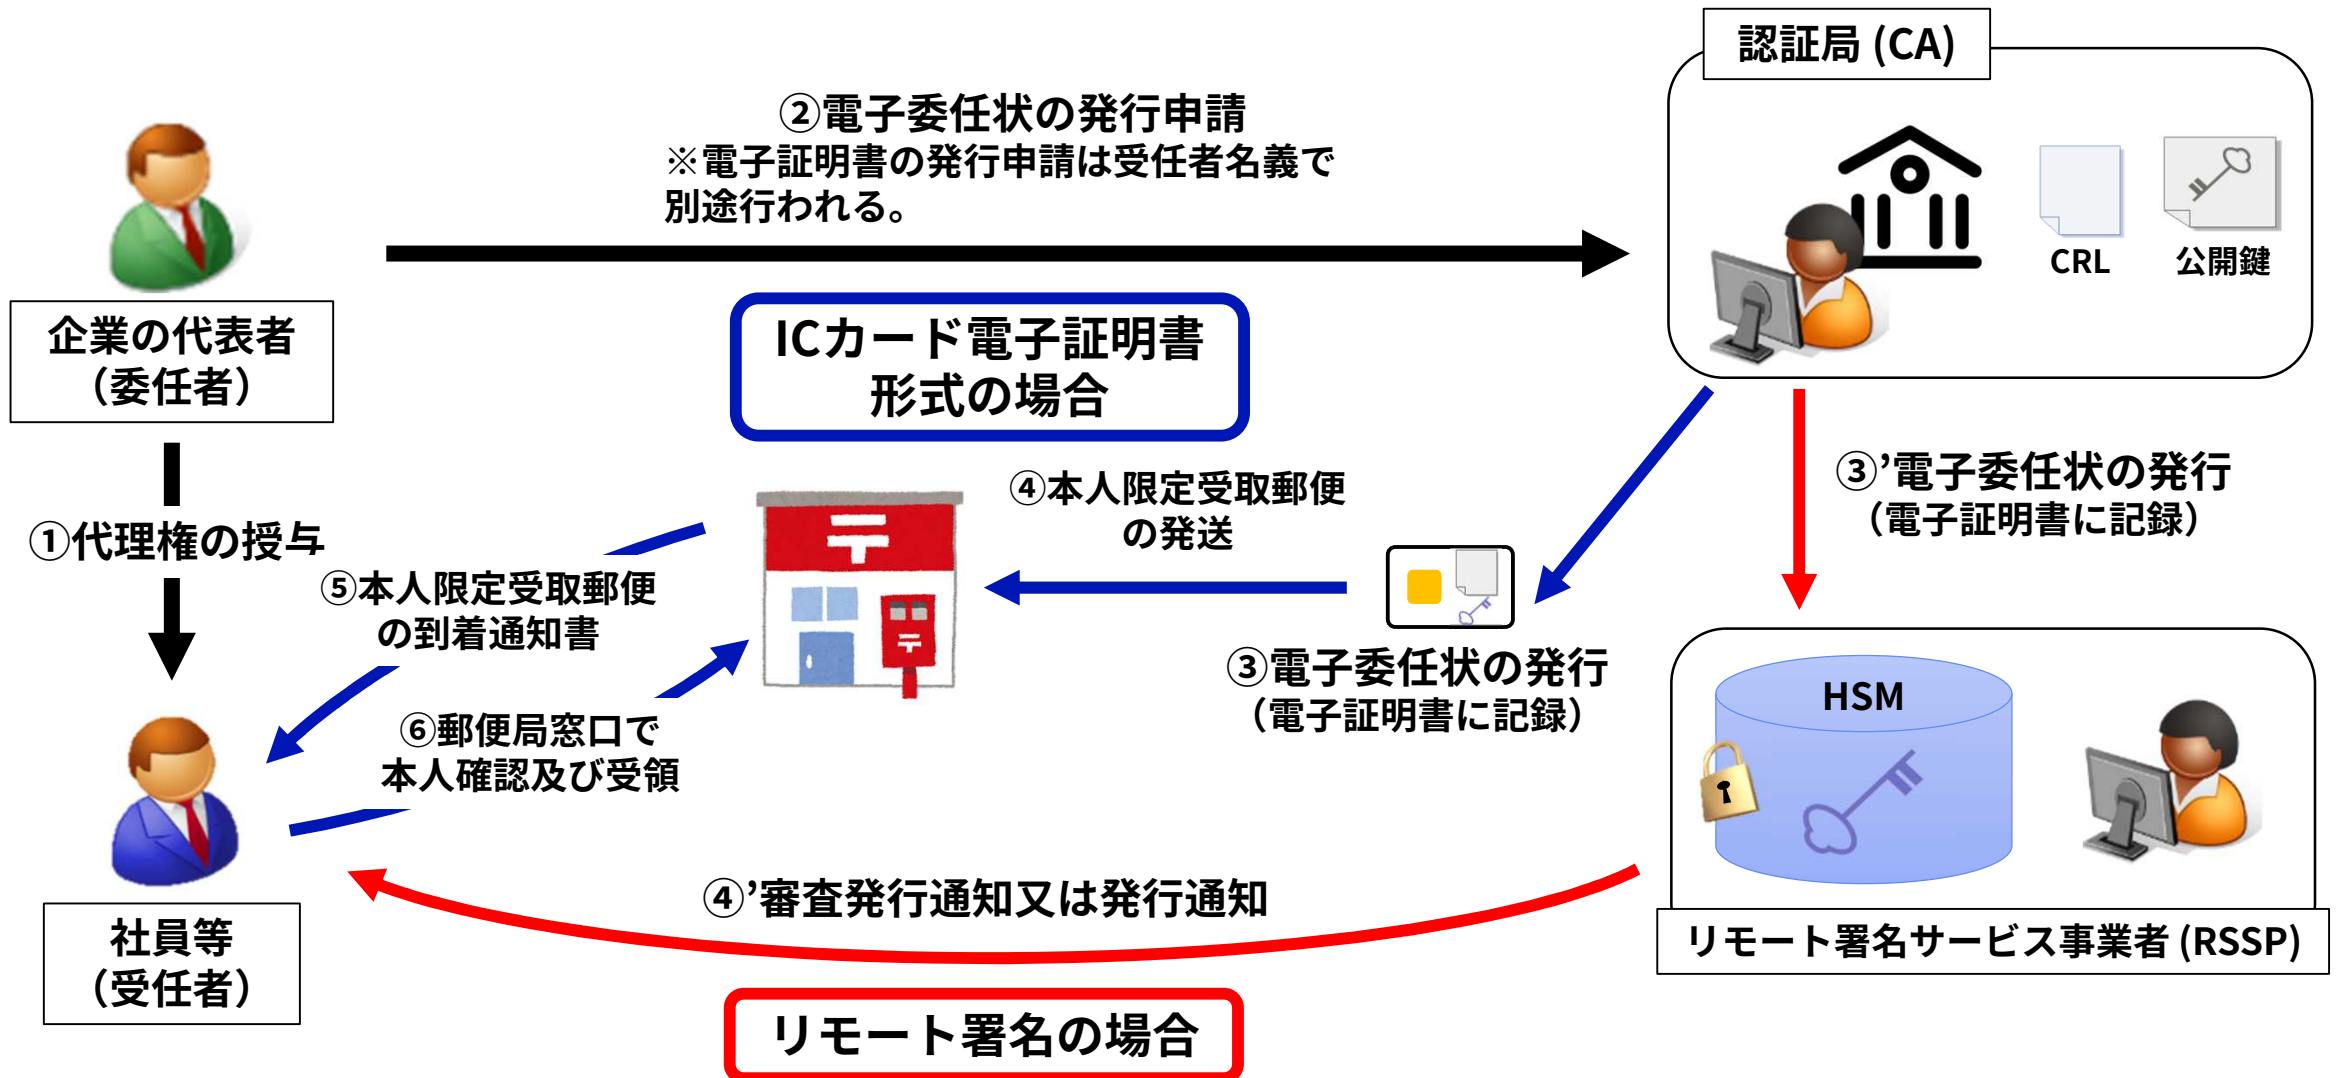 認証局 (CA)
②電子委任状の発行申請
※電子証明書の発行申請は受任者名義で
別途行われる。
CRL
公開鍵
企業の代表者
（委任者）
ICカード電子証明書
形式の場合
①代理権の授与
④本人限定受取郵便
の発送
③’電子委任状の発行
（電子証明書に記録）
⑤本人限定受取郵便
の到着通知書
③電子委任状の発行
（電子証明書に記録）
⑥郵便局窓口で
本人確認及び受領
HSM
④’審査発行通知又は発行通知
社員等
（受任者）
リモート署名サービス事業者 (RSSP)
リモート署名の場合